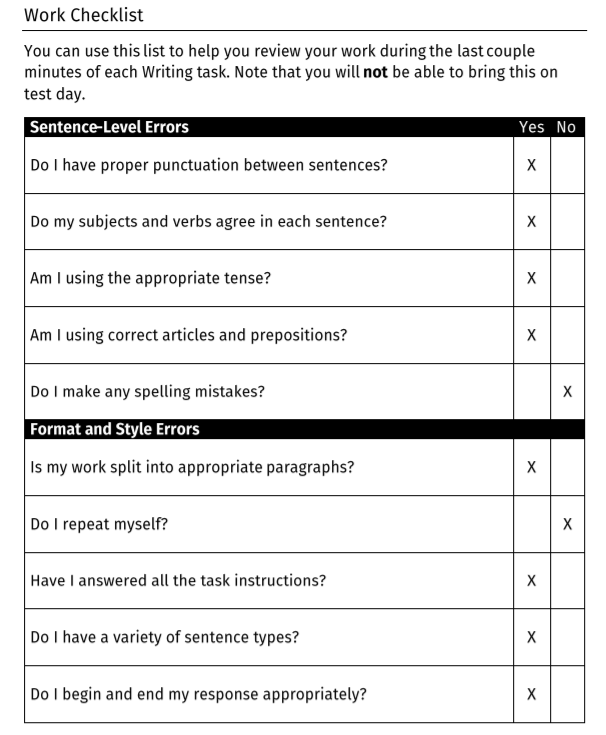 Work Checklist
You can use this list to help you review your work during the last couple
minutes of each Writing task. Note that you will not be able to bring this on
test day.
Sentence-Level Errors Yes No
Do I have proper punctuation between sentences? X
Do my subjects and verbs agree in each sentence? X
Am I using the appropriate tense? X
Am I using correct articles and prepositions? X
Do I make any spelling mistakes? X
Format and Style Errors
Is my work split into appropriate paragraphs? X
Do I repeat myself? X
Have I answered all the task instructions? X
Do I have a variety of sentence types? X
Do I begin and end my response appropriately? X